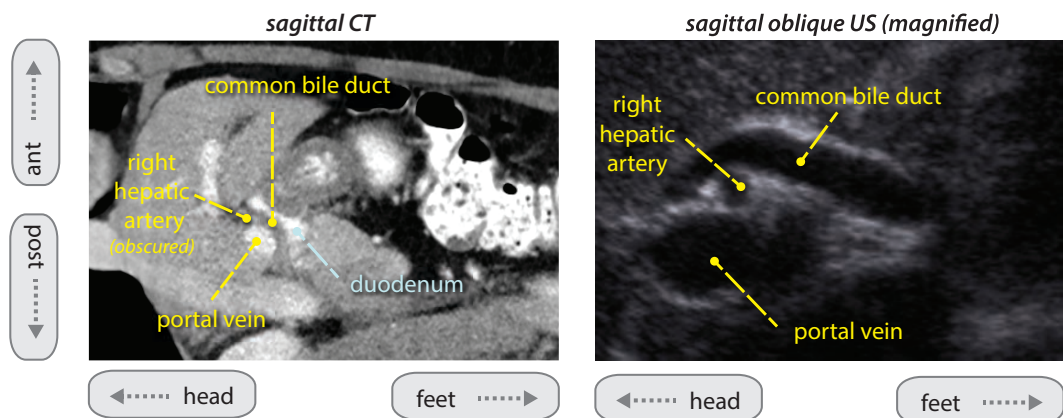 sagittal CT
sagittal oblique US (magnified)
ant
post
common bile duct
right
hepatic
artery
(obscured)
duodenum
portal vein
right
hepatic
artery
common bile duct
portal vein
head
feet
head
feet